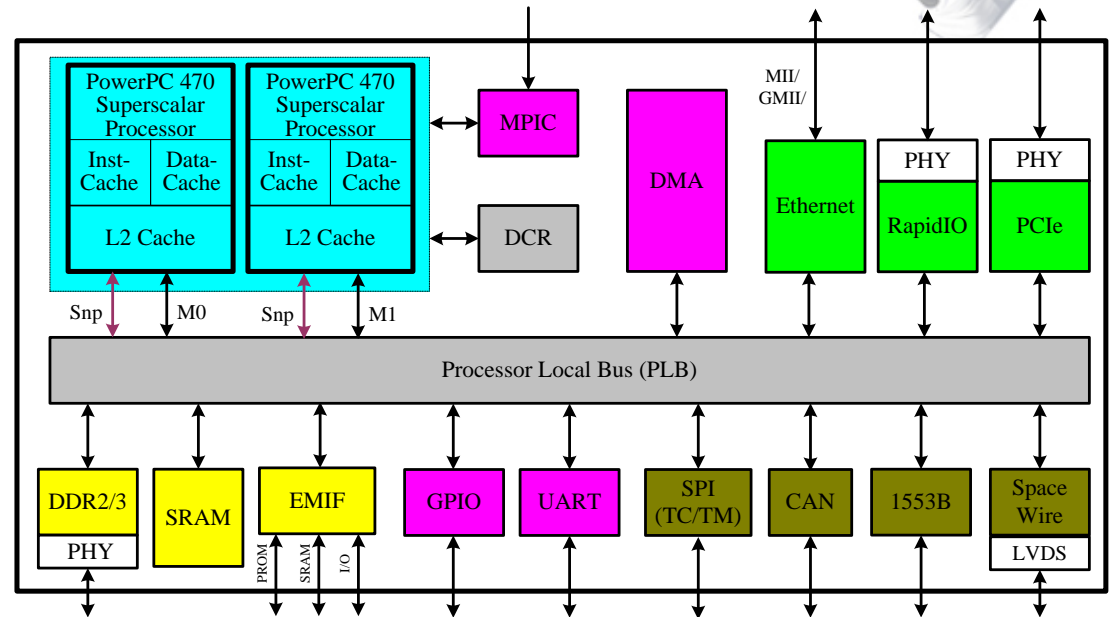 PowerPC 470
Superscalar
Processor
Inst-
Cache
Data-
Cache
L2 Cache
PowerPC 470
Superscalar
Processor
Inst-
Cache
Data-
Cache
L2 Cache
MPIC
DCR
DMA
MII/
GMII/
Ethernet
PHY
RapidIO
PHY
PCIe
Snp
M0
Snp
M1
Processor Local Bus (PLB)
DDR2/3
PHY
SRAM
EMIF
PROM
SRAM
I/O
GPIO
UART
SPI
(TC/TM)
CAN
1553B
Space
Wire
LVDS